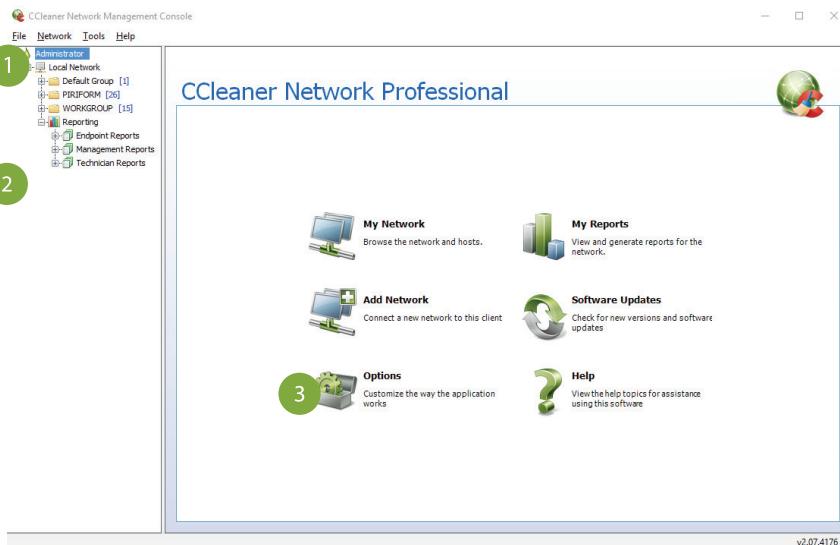 CCleaner Network Management Console
File Network Tools Help
Administrator
1
Local Network
Default Group [1]
PIRIFORM [26]
WORKGROUP [15]
Reporting
Endpoint Reports
Management Reports
Technician Reports
2
CCleaner Network Professional
My Network
Browse the network and hosts.
My Reports
View and generate reports for the
network.
Add Network
Connect a new network to this client
Software Updates
Check for new versions and software
updates
3
Options
Customize the way the application
works
Help
View the help topics for assistance
using this software
v2.07.4176